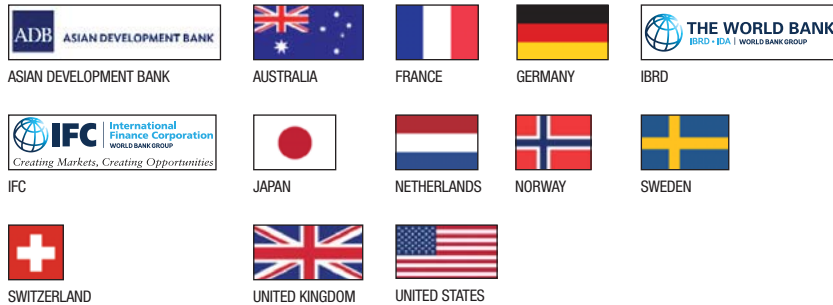 ADB ASIAN DEVELOPMENT BANK
ASIAN DEVELOPMENT BANK
AUSTRALIA
FRANCE
GERMANY
THE WORLD BANK
IBRD • IDA | WORLD BANK GROUP
IBRD
IFC
International
Finance Corporation
WORLD BANK GROUP
Creating Markets, Creating Opportunities
IFC
JAPAN
NETHERLANDS
NORWAY
SWEDEN
SWITZERLAND
UNITED KINGDOM
UNITED STATES